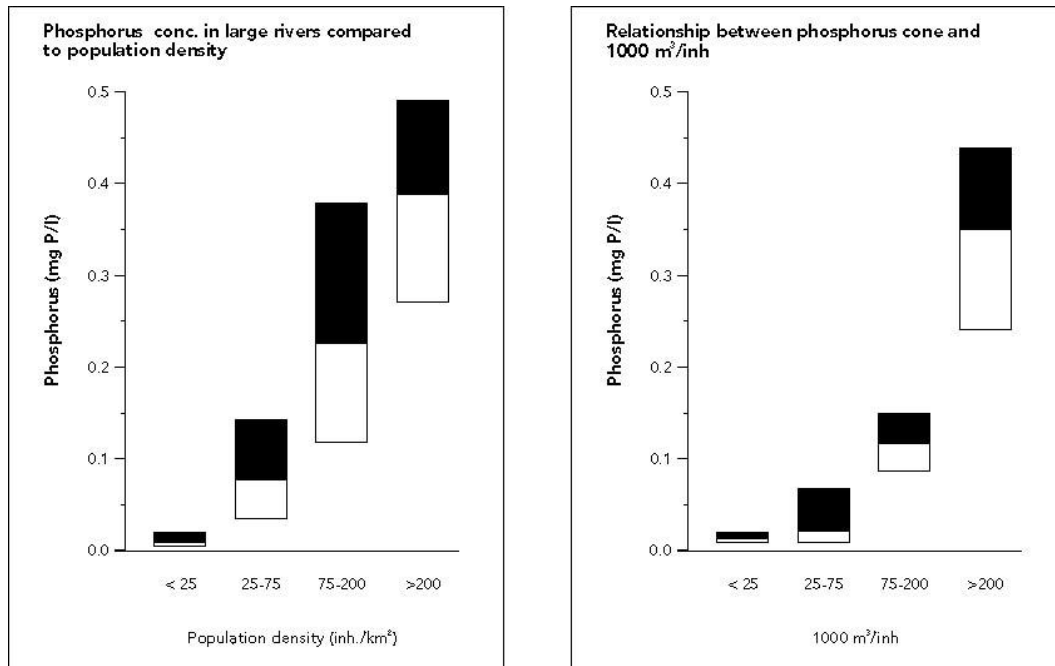 Phosphorus conc. in large rivers compared
to population density
0.5
0.4
0.3
0.2
0.1
0.0
Phosphorus (mg P/l)
< 25
25-75
75-200
>200
Population density (inh./km²)
Relationship between phosphorus cone and
1000 m³/inh
0.5
0.4
0.3
0.2
0.1
0.0
Phosphorus (mg P/l)
< 25
25-75
75-200
>200
1000 m³/inh